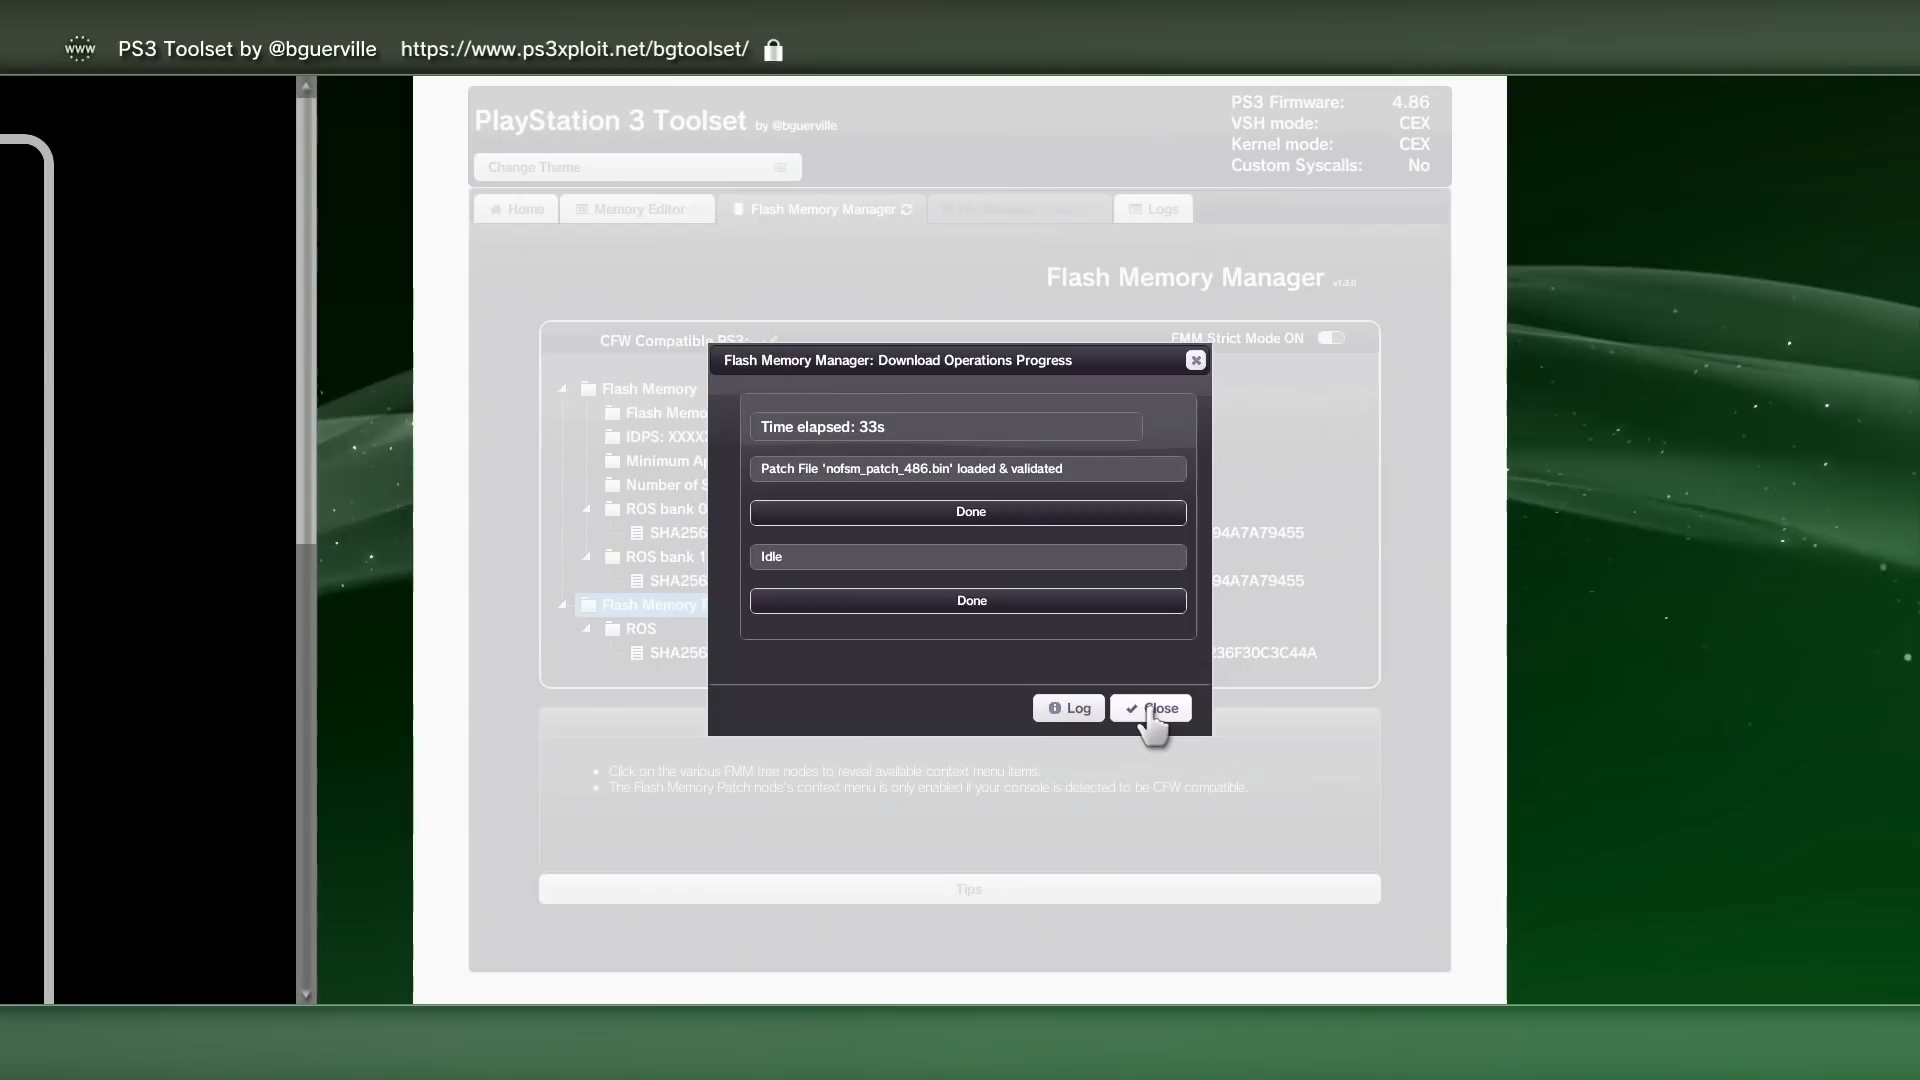 PS3 Toolset by @bguerville https://www.ps3xploit.net/bgtoolset/
PlayStation 3 Toolset by @bguerville
PS3 Firmware: 4.86
VSH mode: CEX
Kernel mode: CEX
Custom Syscalls: No
Change Theme
Home Memory Editor Flash Memory Manager Logs
Flash Memory Manager v1.3.0
CFW Compatible PS3:
FMM Strict Mode ON
Flash Memory Manager: Download Operations Progress
Time elapsed: 33s
Patch File 'nofsm_patch_486.bin' loaded & validated
Done
Idle
Done
Log Close
Flash Memory
Flash Memo
IDPS: XXXX
Minimum Ap
Number of S
ROS bank 0
SHA256 94A7A79455
ROS bank 1
SHA256 94A7A79455
Flash Memory
ROS
SHA256 236F30C3C44A
Click on the various FMM tree nodes to reveal available context menu items.
The Flash Memory Patch node's context menu is only enabled if your console is detected to be CFW compatible.
Tips